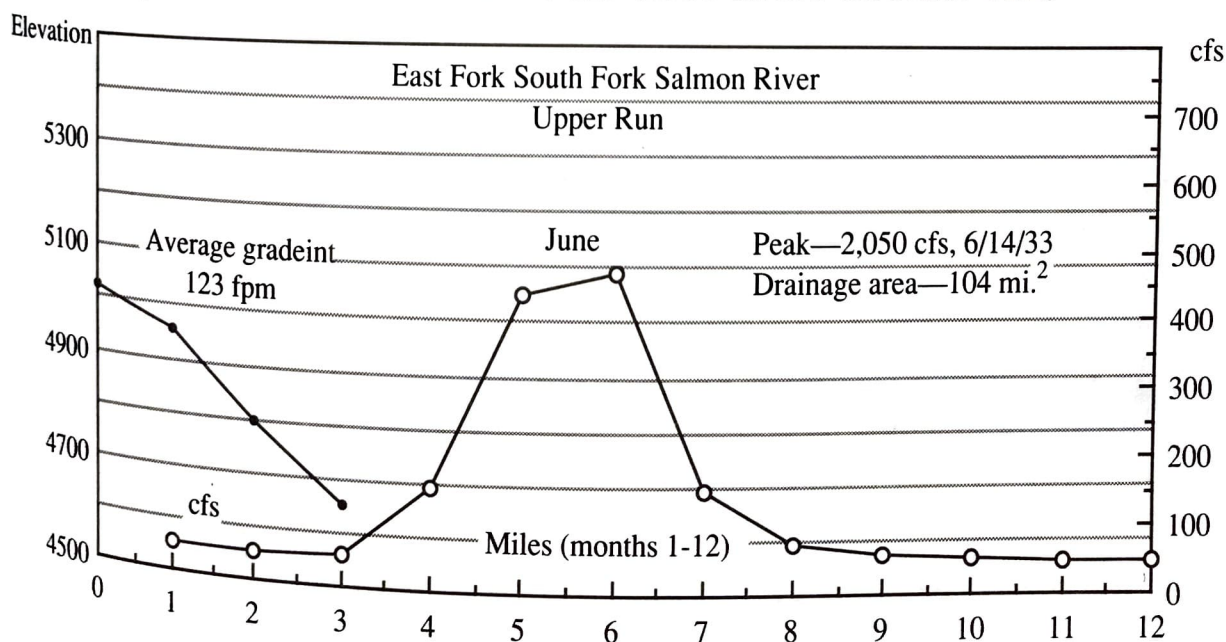 Elevation
cfs
East Fork South Fork Salmon River
Upper Run
5300
5100
4900
4700
4500
700
600
500
400
300
200
100
0
Average gradeint
123 fpm
June
Peak—2,050 cfs, 6/14/33
Drainage area—104 mi.²
cfs
Miles (months 1-12)
0 1 2 3 4 5 6 7 8 9 10 11 12